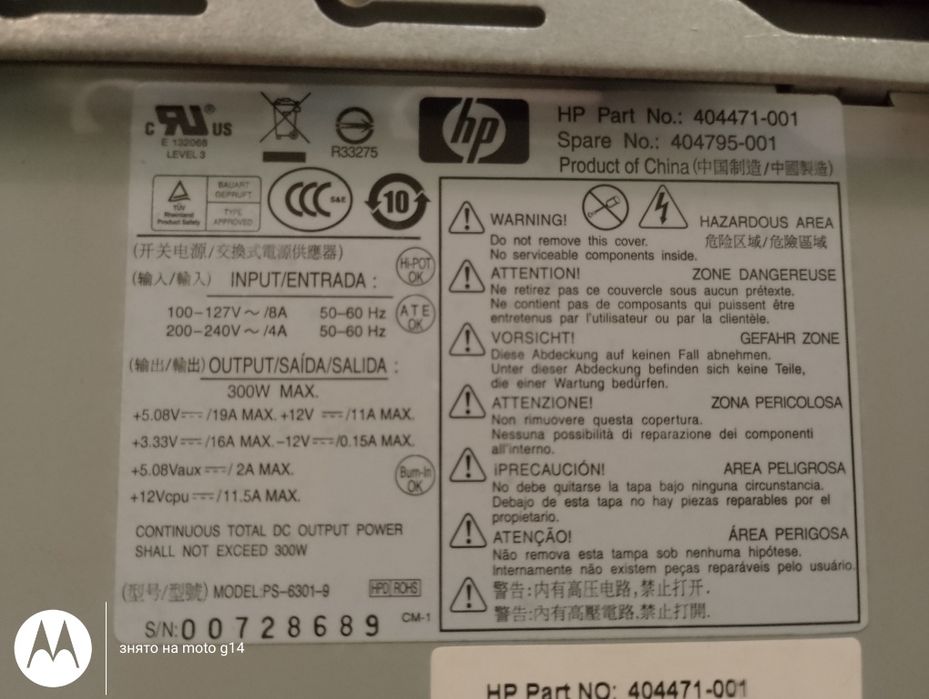 HP Part No.: 404471-001
Spare No.: 404795-001
Product of China (中国制造/中國製造)
hp
c RU® US
E 132068
LEVEL 3
R33275
TÜV
Rheinland
Product Safety
BAUART
GEPRUFT
TYPE
APPROVED
CCC S&E
10
(开关电源/交換式電源供應器)
(输入/輸入) INPUT/ENTRADA :
100-127V ~ /8A 50-60 Hz
200-240V ~ /4A 50-60 Hz
Hi-POT
OK
ATE
OK
(输出/輸出) OUTPUT/SAÍDA/SALIDA :
300W MAX.
+5.08V⎓/19A MAX. +12V ⎓/11A MAX.
+3.33V⎓/16A MAX. -12V⎓/0.15A MAX.
+5.08Vaux ⎓/ 2A MAX.
+12Vcpu ⎓/11.5A MAX.
Burn-In
OK
CONTINUOUS TOTAL DC OUTPUT POWER
SHALL NOT EXCEED 300W
(型号/型號) MODEL:PS-6301-9
HPD ROHS
S/N: 00728689
CM-1
WARNING! HAZARDOUS AREA
Do not remove this cover. 危险区域/危險區域
No serviceable components inside.
ATTENTION! ZONE DANGEREUSE
Ne retirez pas ce couvercle sous aucun prétexte.
Ne contient pas de composants qui puissent être
entretenus par l'utilisateur ou par la clientèle.
VORSICHT! GEFAHR ZONE
Diese Abdeckung auf keinen Fall abnehmen.
Unter dieser Abdeckung befinden sich keine Teile,
die einer Wartung bedürfen.
ATTENZIONE! ZONA PERICOLOSA
Non rimuovere questa copertura.
Nessuna possibilità di reparazione dei componenti
all'interno.
¡PRECAUCIÓN! AREA PELIGROSA
No debe quitarse la tapa bajo ninguna circunstancia.
Debajo de esta tapa no hay piezas reparables por el
propietario.
ATENÇÃO! ÁREA PERIGOSA
Não remova esta tampa sob nenhuma hipótese.
Internamente não existem peças reparáveis pelo usuário.
警告:内有高压电路,禁止打开.
警告:內有高壓電路,禁止打開.
HP Part NO: 404471-001
знято на moto g14